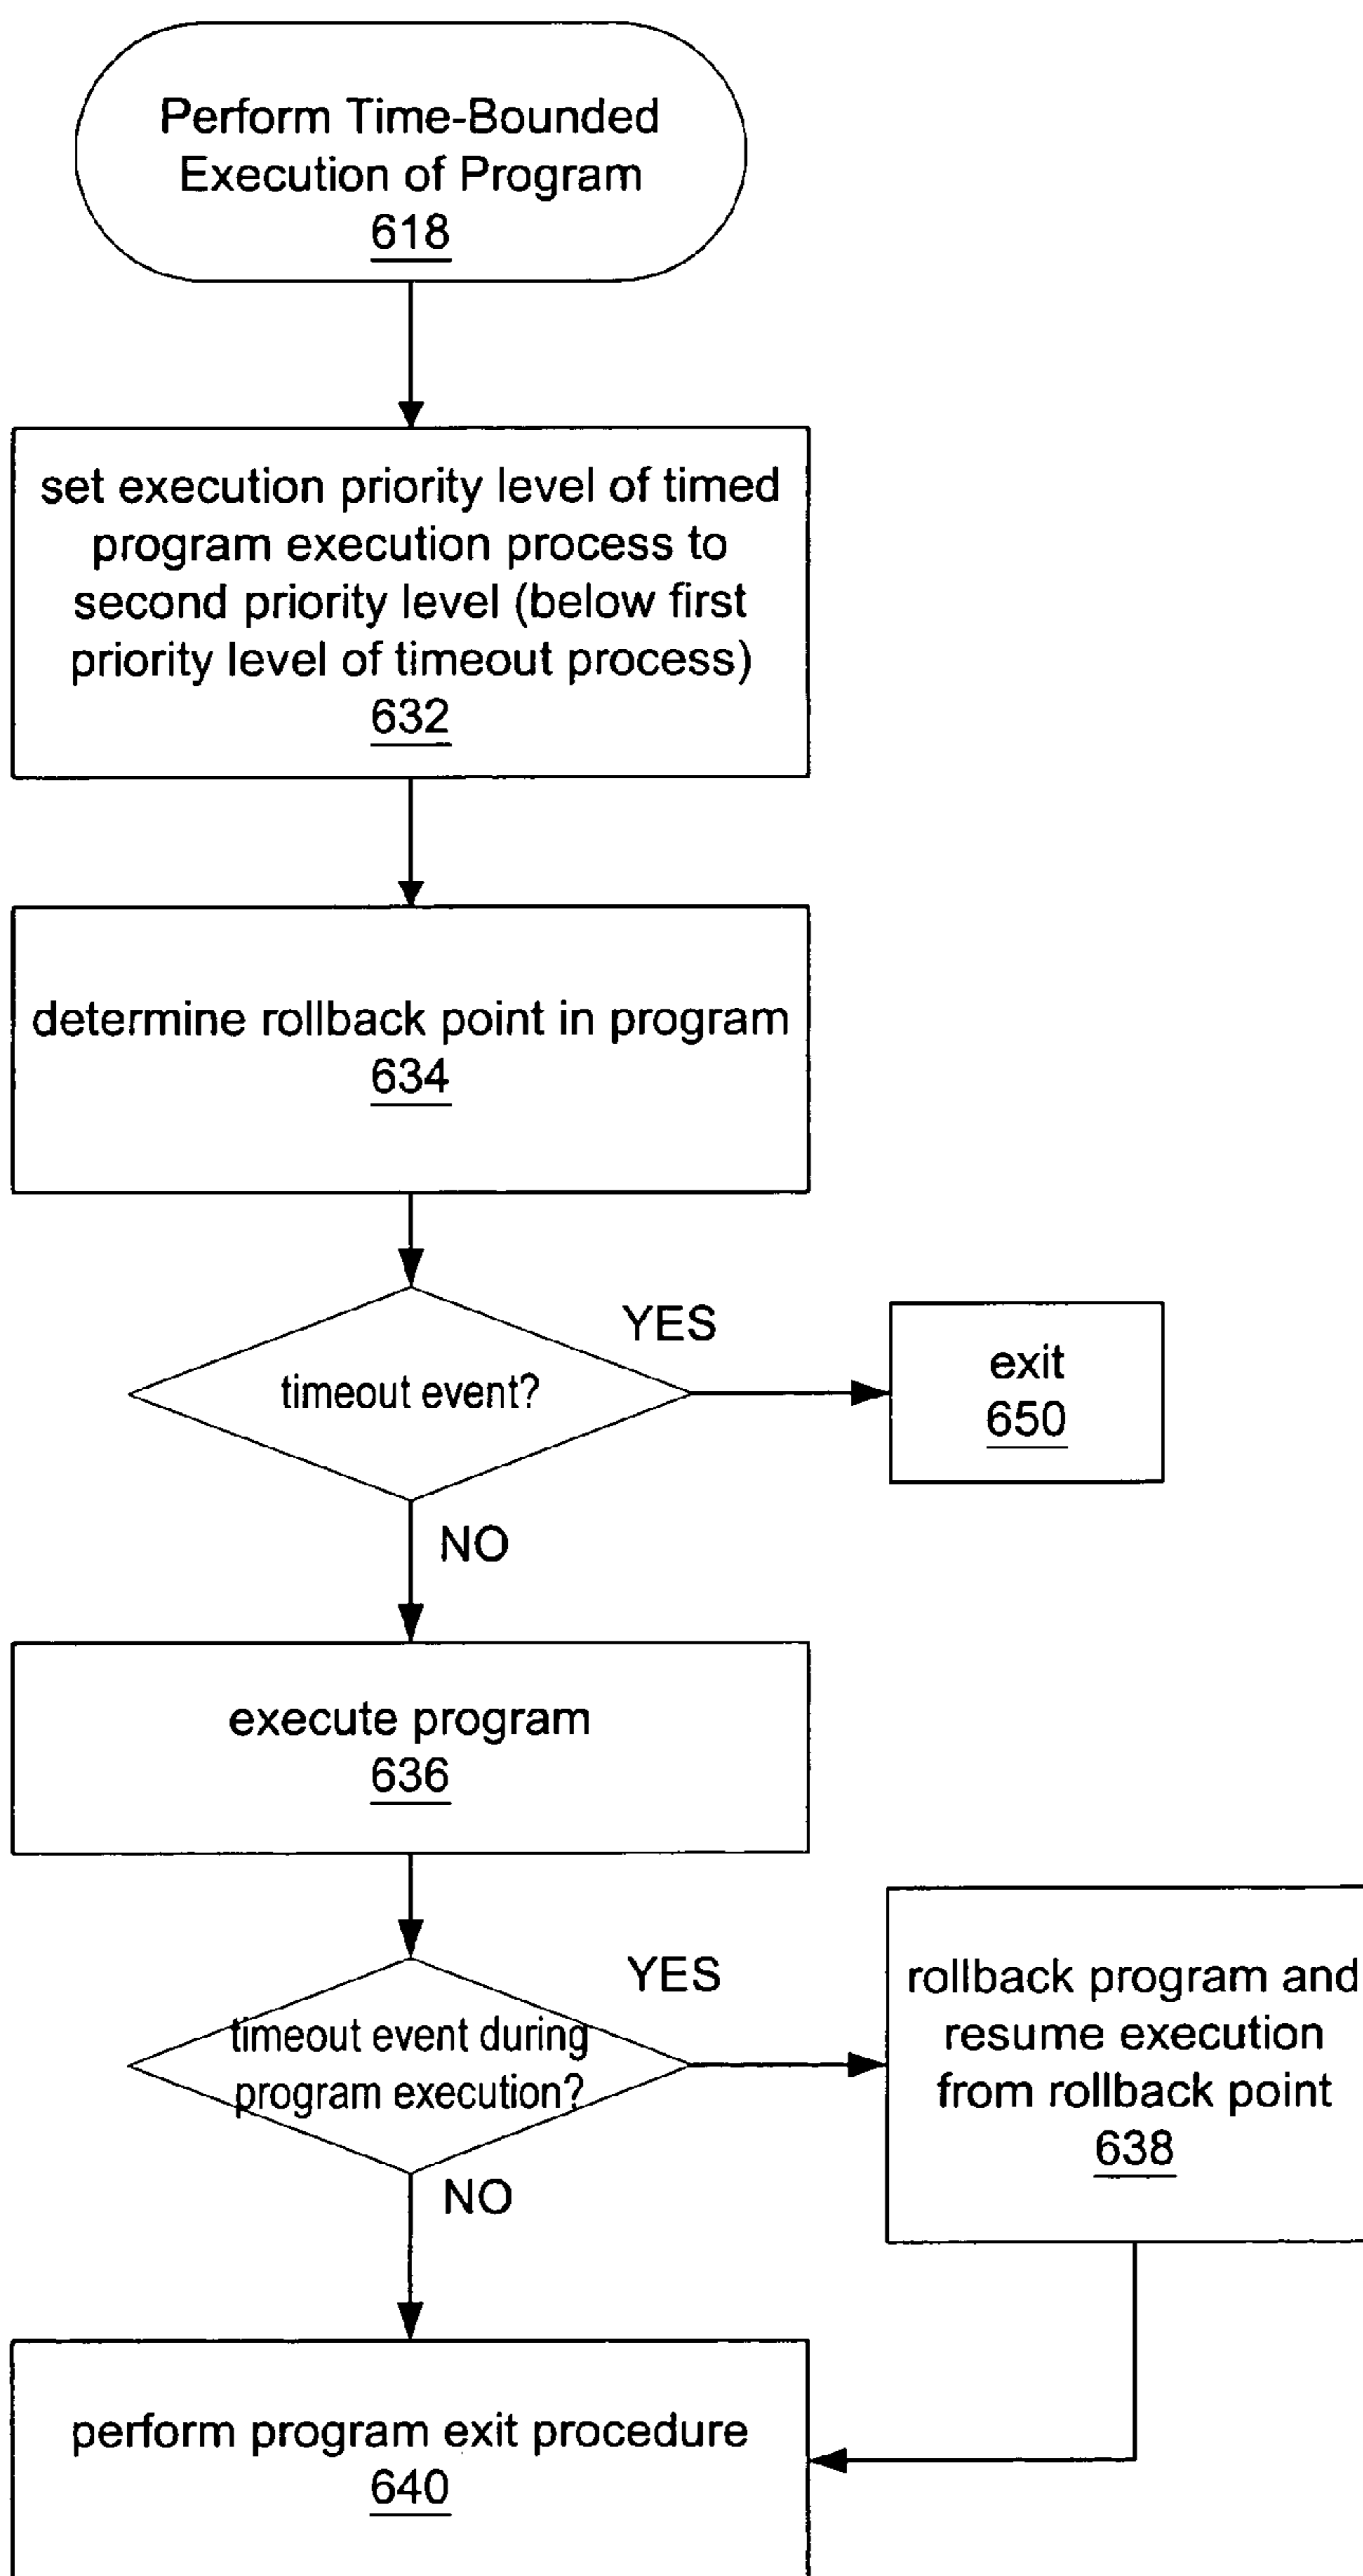 Perform Time-Bounded
Execution of Program
618
set execution priority level of timed
program execution process to
second priority level (below first
priority level of timeout process)
632
determine rollback point in program
634
timeout event?
YES
exit
650
NO
execute program
636
timeout event during
program execution?
YES
rollback program and
resume execution
from rollback point
638
NO
perform program exit procedure
640